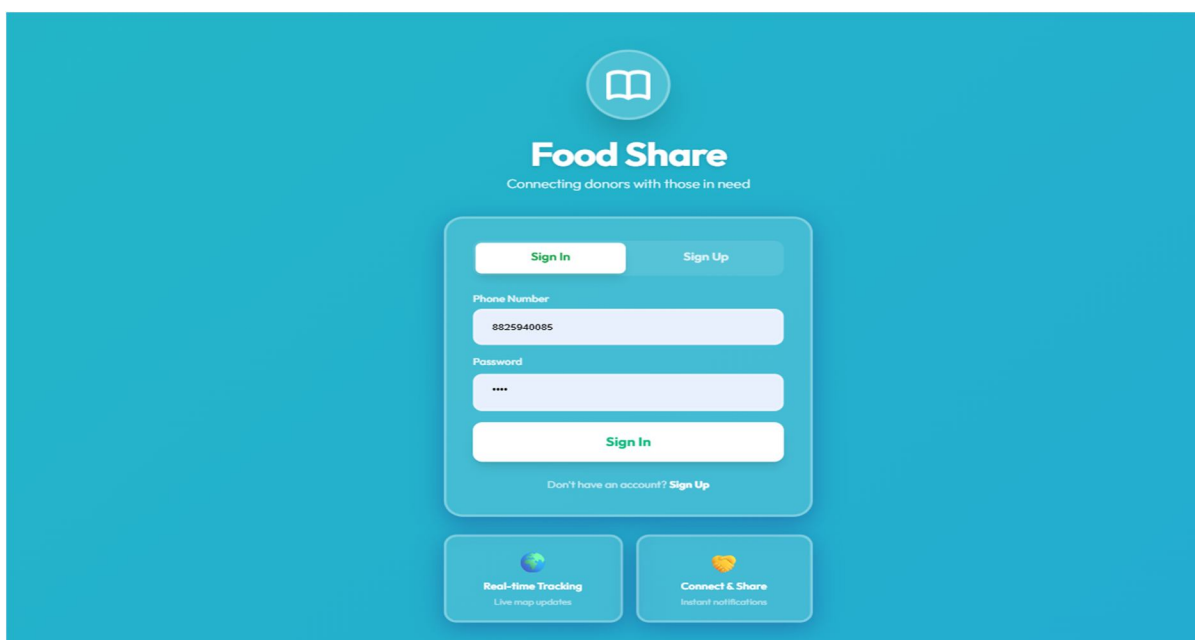 Food Share
Connecting donors with those in need
Sign In Sign Up
Phone Number
8825940085
Password
••••
Sign In
Don't have an account? Sign Up
Real-time Tracking Connect & Share
Live map updates Instant notifications